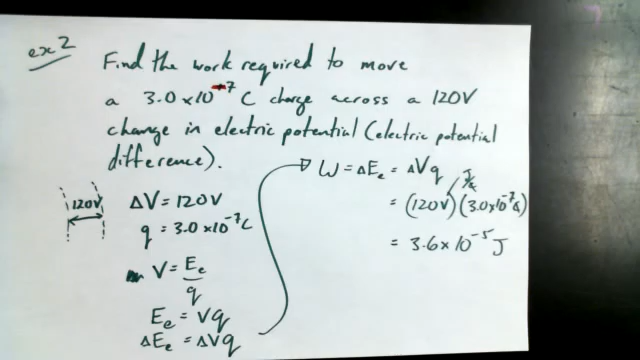 ex 2
Find the work required to move
a 3.0 × 10⁻⁷ C charge across a 120V
change in electric potential (electric potential
difference).
120V
ΔV = 120V
q = 3.0 × 10⁻⁷ C
V = Eₑ/q
Eₑ = Vq
ΔEₑ = ΔVq
W = ΔEₑ = ΔVq
J/C
= (120V)(3.0×10⁻⁷C)
= 3.6 × 10⁻⁵ J